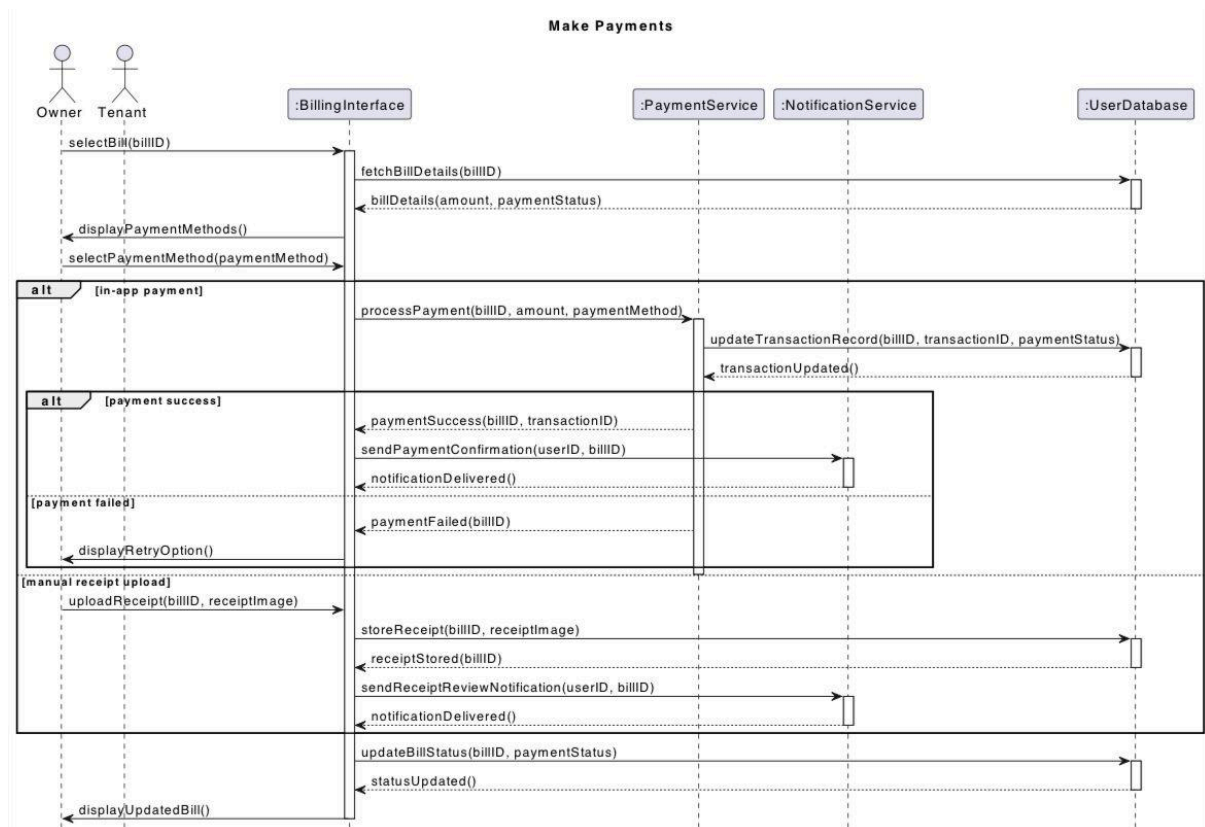 Make Payments
Owner
Tenant
:BillingInterface
:PaymentService
:NotificationService
:UserDatabase
selectBill(billID)
fetchBillDetails(billID)
billDetails(amount, paymentStatus)
displayPaymentMethods()
selectPaymentMethod(paymentMethod)
alt [in-app payment]
processPayment(billID, amount, paymentMethod)
updateTransactionRecord(billID, transactionID, paymentStatus)
transactionUpdated()
alt [payment success]
paymentSuccess(billID, transactionID)
sendPaymentConfirmation(userID, billID)
notificationDelivered()
[payment failed]
paymentFailed(billID)
displayRetryOption()
[manual receipt upload]
uploadReceipt(billID, receiptImage)
storeReceipt(billID, receiptImage)
receiptStored(billID)
sendReceiptReviewNotification(userID, billID)
notificationDelivered()
updateBillStatus(billID, paymentStatus)
statusUpdated()
displayUpdatedBill()